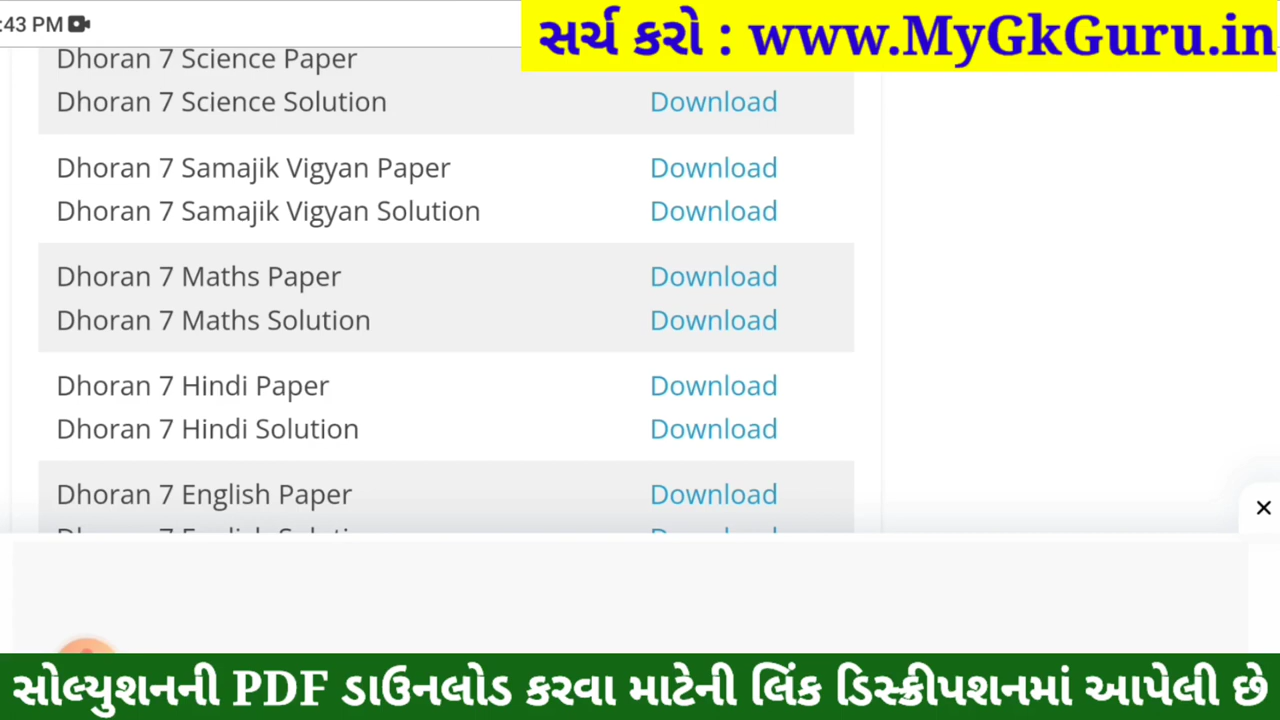 :43 PM
સર્ચ કરો : www.MyGkGuru.in
Dhoran 7 Science Paper
Dhoran 7 Science Solution Download
Dhoran 7 Samajik Vigyan Paper Download
Dhoran 7 Samajik Vigyan Solution Download
Dhoran 7 Maths Paper Download
Dhoran 7 Maths Solution Download
Dhoran 7 Hindi Paper Download
Dhoran 7 Hindi Solution Download
Dhoran 7 English Paper Download
સોલ્યુશનની PDF ડાઉનલોડ કરવા માટેની લિંક ડિસ્ક્રીપશનમાં આપેલી છે